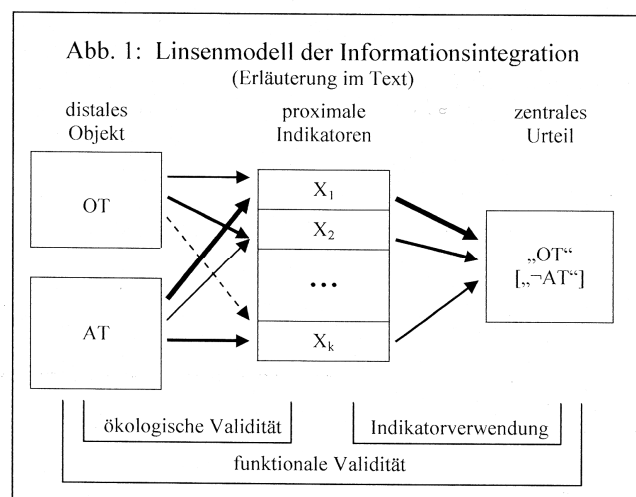 Abb. 1: Linsenmodell der Informationsintegration
(Erläuterung im Text)
distales
Objekt
proximale
Indikatoren
zentrales
Urteil
OT
AT
X₁
X₂
...
Xₖ
„OT“
[„¬AT“]
ökologische Validität
Indikatorverwendung
funktionale Validität